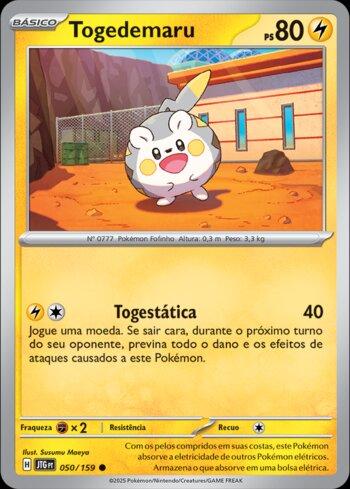 BÁSICO Togedemaru PS 80
Nº 0777 Pokémon Fofinho Altura: 0,3 m Peso: 3,3 kg
Togestática 40
Jogue uma moeda. Se sair cara, durante o próximo turno
do seu oponente, previna todo o dano e os efeitos de
ataques causados a este Pokémon.
Fraqueza ×2 Resistência Recuo
Ilust. Susumu Maeya
H JTG PT 050/159
Com os pelos compridos em suas costas, este Pokémon
absorve a eletricidade de outros Pokémon Elétricos.
Armazena o que absorve em uma bolsa elétrica.
©2025 Pokémon/Nintendo/Creatures/GAME FREAK